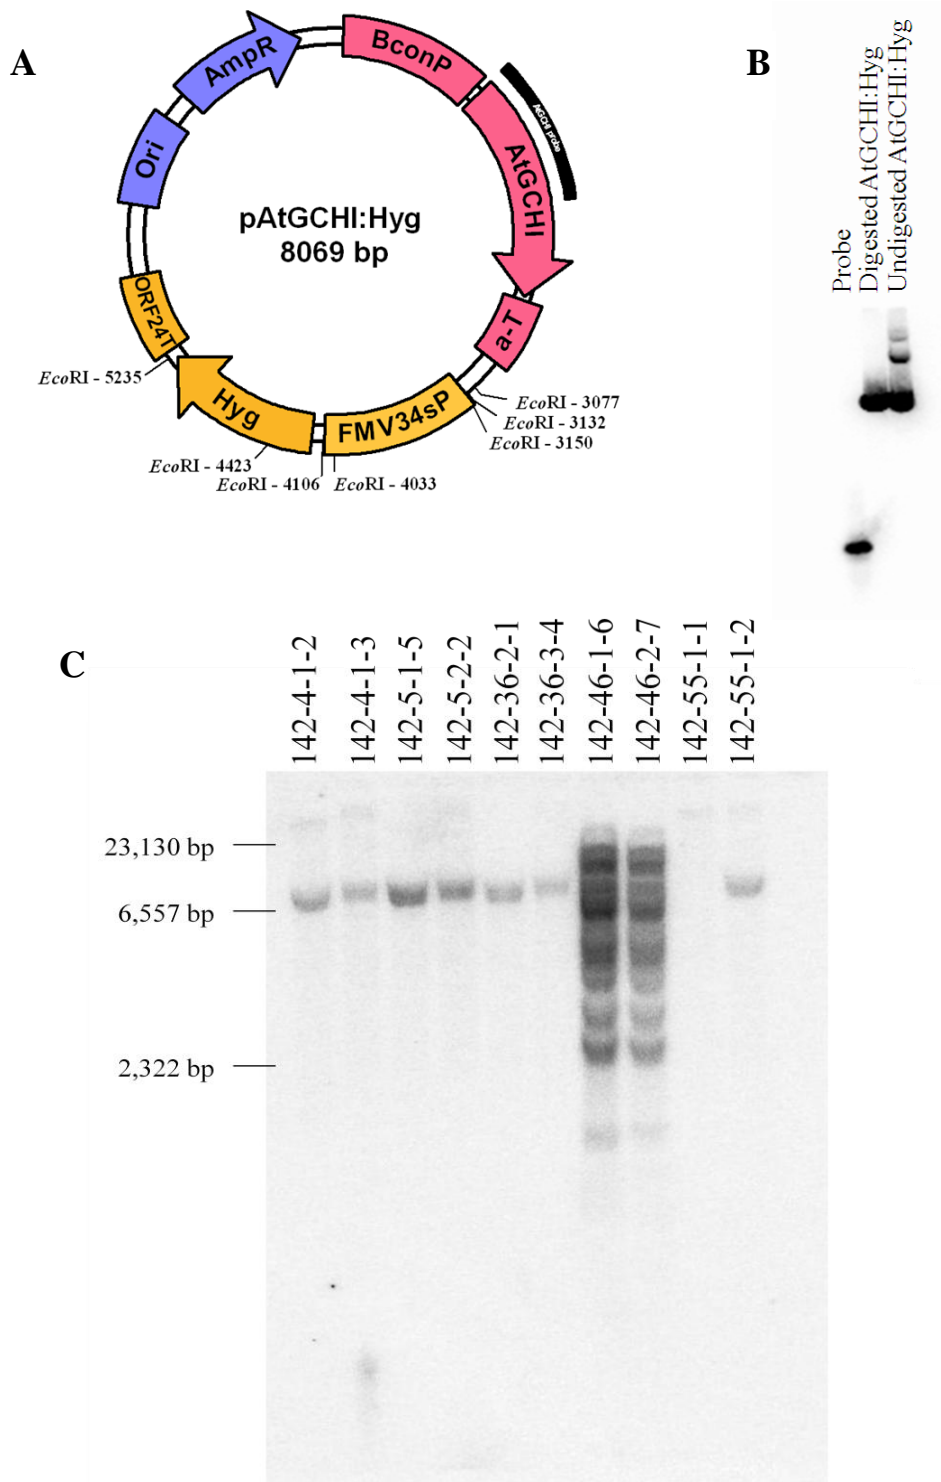 A
AmpR
BconP
AtGCHI probe
AtGCHI
Ori
pAtGCHI:Hyg
8069 bp
ORF24T
a-T
Hyg
FMV34sP
EcoRI - 5235
EcoRI - 3077
EcoRI - 3132
EcoRI - 3150
EcoRI - 4423
EcoRI - 4106
EcoRI - 4033
B
Probe
Digested AtGCHI:Hyg
Undigested AtGCHI:Hyg
C
142-4-1-2
142-4-1-3
142-5-1-5
142-5-2-2
142-36-2-1
142-36-3-4
142-46-1-6
142-46-2-7
142-55-1-1
142-55-1-2
23,130 bp
6,557 bp
2,322 bp